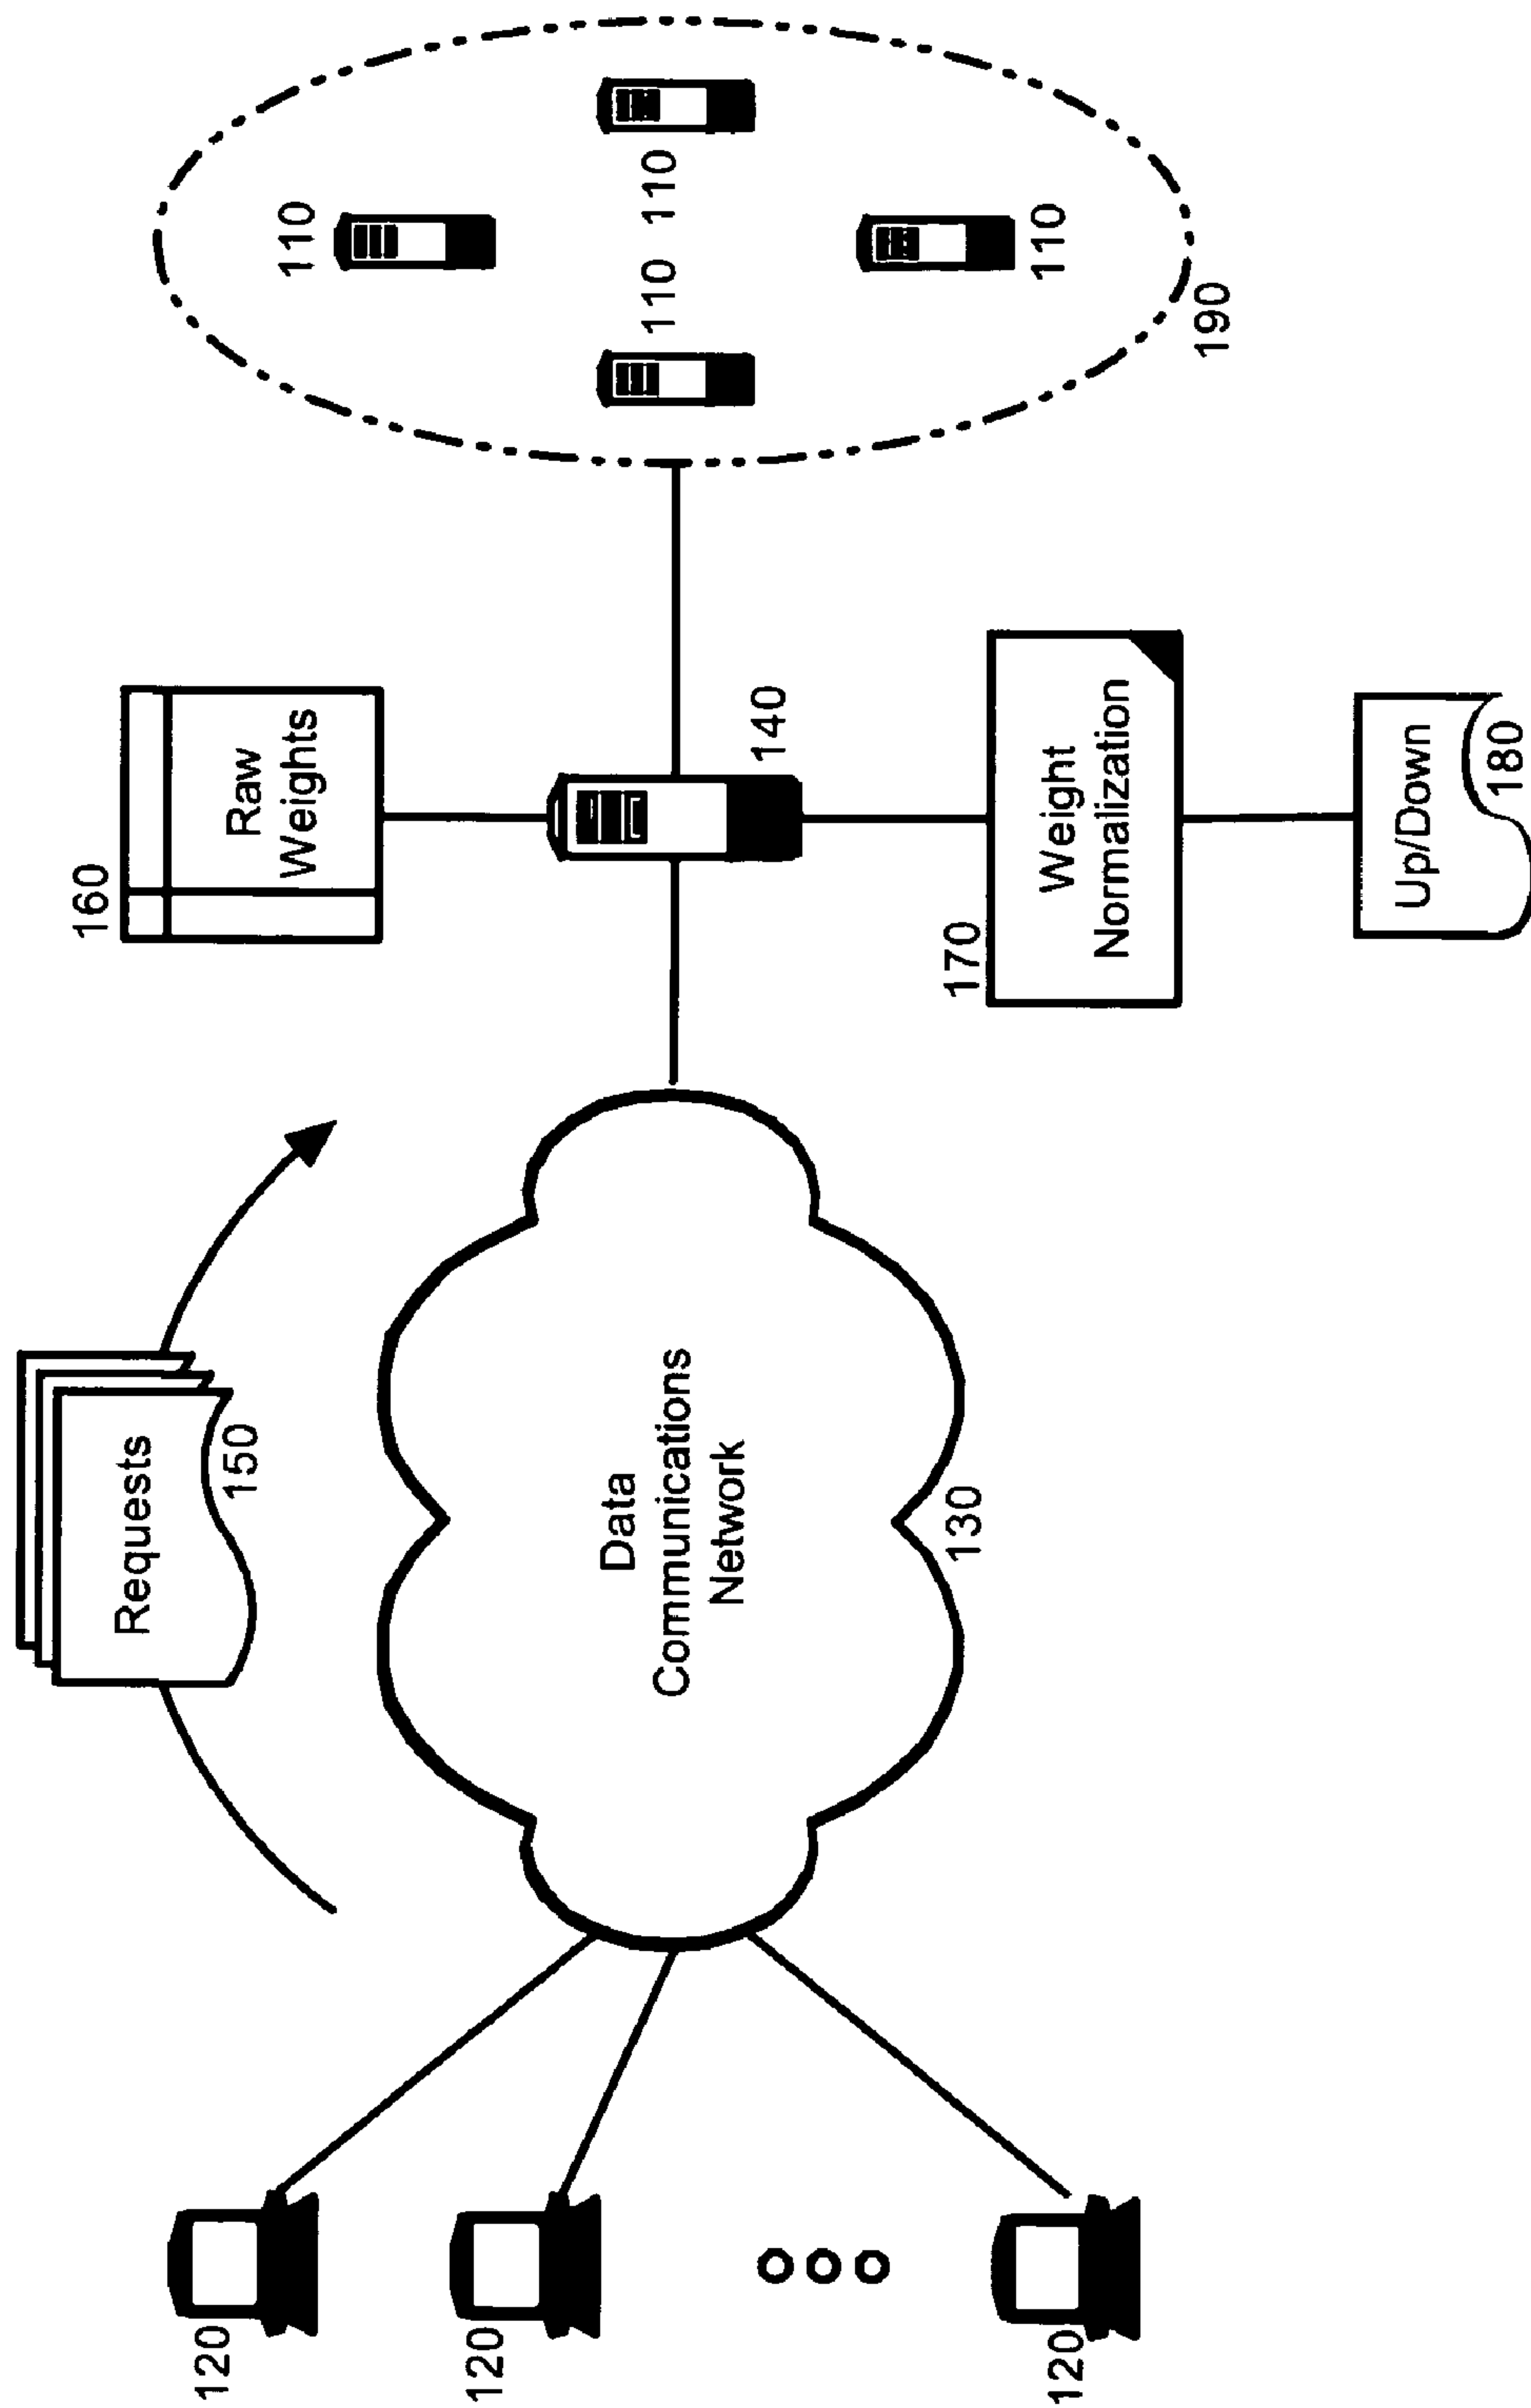 120
120
120
Requests
150
Data
Communications
Network
130
160
Raw
Weights
140
170
Weight
Normalization
Up/Down
180
110
110
110
110
190